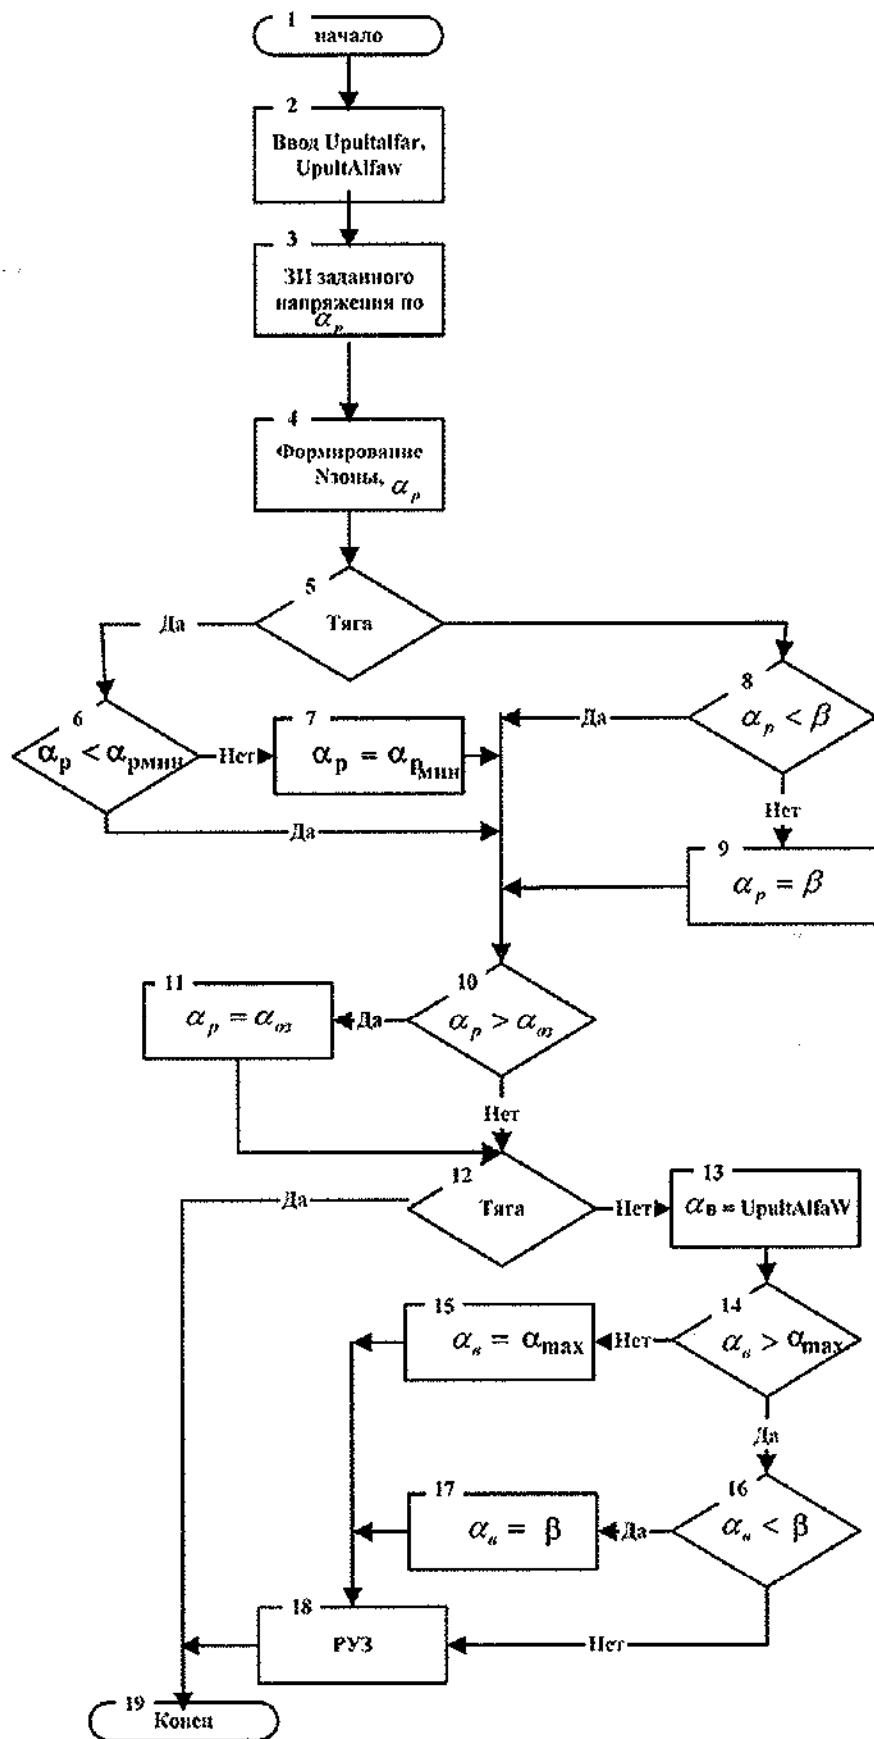 1
начало
2
Ввод Upultalfar,
UpultAlfaw
3
ЗИ заданного
напряжения по
αр
4
Формирование
Nзоны, αр
5
Да
Тяга
8
αр < β
Да
6
αр < αрмин
Нет
7
αр = αрмин
Да
Нет
9
αр = β
10
αр > αоз
Да
11
αр = αоз
Нет
12
Да
Тяга
Нет
13
αв = UpultAlfaW
14
αв > αmax
Нет
15
αв = αmax
Да
16
αв < β
Да
17
αв = β
18
РУЗ
Нет
19
Конец